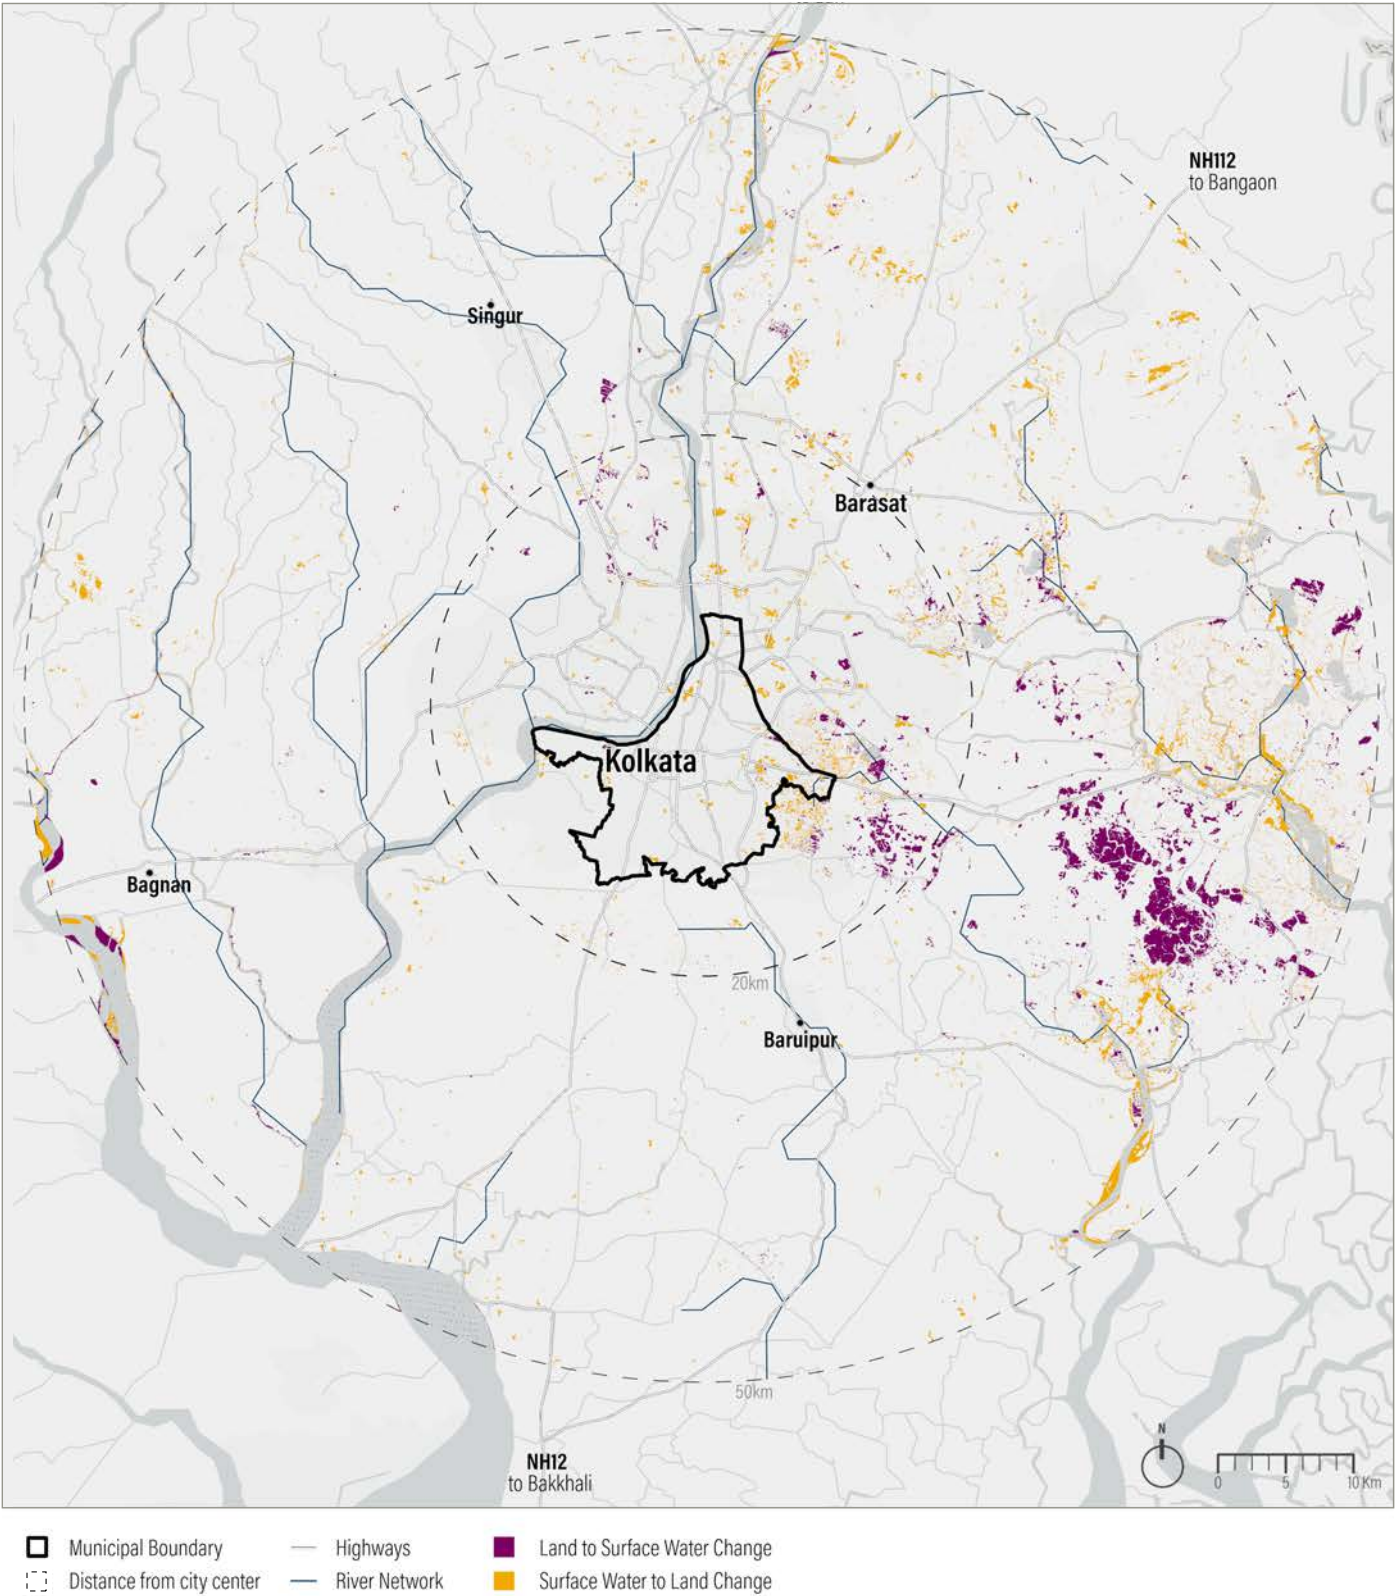 NH112
to Bangaon
Singur
Barasat
Kolkata
Bagnan
20km
Baruipur
50km
N
NH12
to Bakkhali
0 5 10 Km
Municipal Boundary
Highways
Land to Surface Water Change
Distance from city center
River Network
Surface Water to Land Change